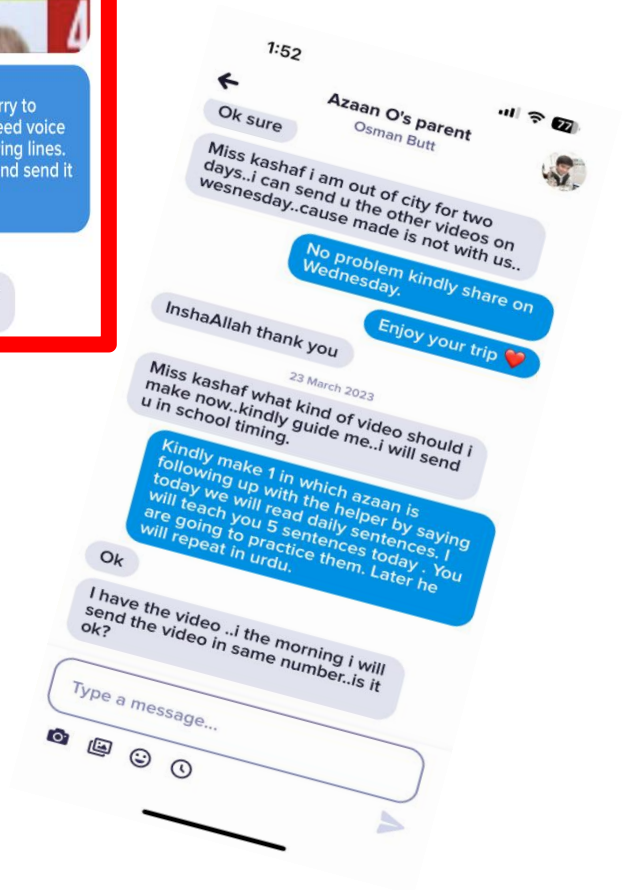 4
rry to
eed voice
ing lines.
nd send it
1:52
77
Azaan O's parent
Osman Butt
Ok sure
Miss kashaf i am out of city for two
days..i can send u the other videos on
wesnesday..cause made is not with us..
No problem kindly share on
Wednesday.
Enjoy your trip ❤️
InshaAllah thank you
23 March 2023
Miss kashaf what kind of video should i
make now..kindly guide me..i will send
u in school timing.
Kindly make 1 in which azaan is
following up with the helper by saying
today we will read daily sentences. I
will teach you 5 sentences today . You
are going to practice them. Later he
will repeat in urdu.
Ok
I have the video ..i the morning i will
send the video in same number..is it
ok?
Type a message...